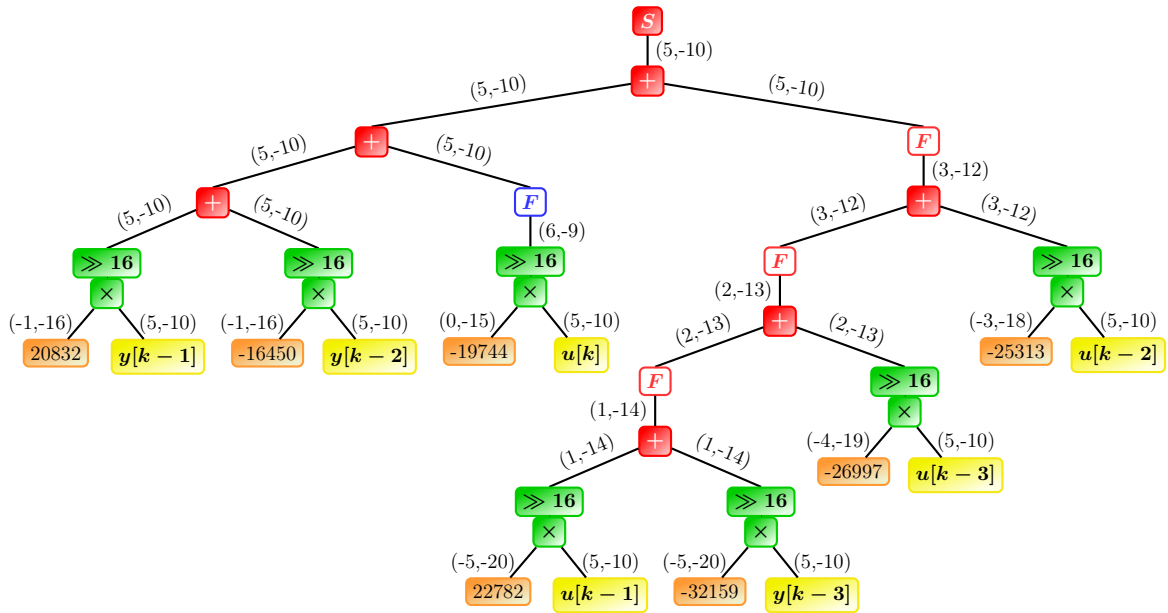 S
(5,-10)
+
(5,-10) (5,-10)
+ F
(5,-10) (5,-10) (3,-12)
+ F +
(5,-10) (5,-10) (6,-9) (3,-12) (3,-12)
≫ 16 ≫ 16 ≫ 16 F ≫ 16
× × × (2,-13) ×
(-1,-16) (5,-10) (-1,-16) (5,-10) (0,-15) (5,-10) + (-3,-18) (5,-10)
20832 y[k − 1] -16450 y[k − 2] -19744 u[k] (2,-13) (2,-13) -25313 u[k − 2]
F ≫ 16
(1,-14) ×
+ (-4,-19) (5,-10)
(1,-14) (1,-14) -26997 u[k − 3]
≫ 16 ≫ 16
× ×
(-5,-20) (5,-10) (-5,-20) (5,-10)
22782 u[k − 1] -32159 y[k − 3]